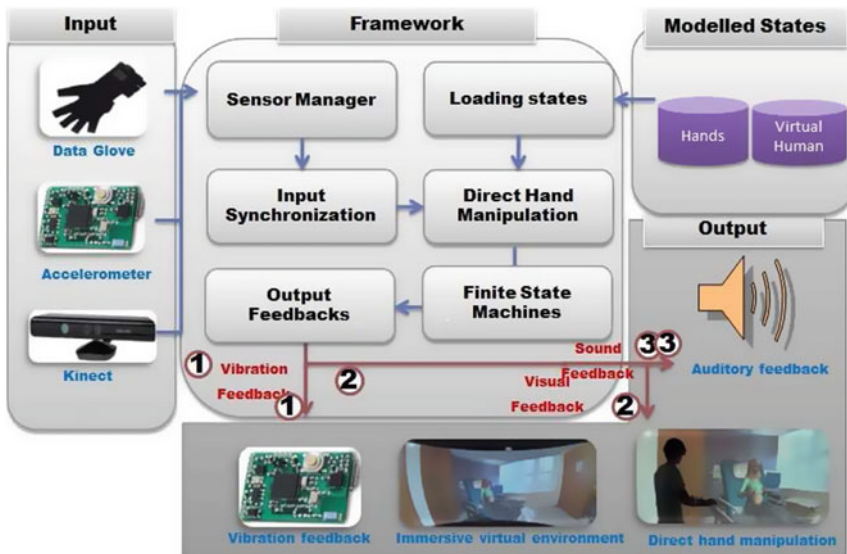 Input
Framework
Modelled States
Data Glove
Accelerometer
Kinect
Sensor Manager
Loading states
Input
Synchronization
Direct Hand
Manipulation
Output
Feedbacks
Finite State
Machines
Hands
Virtual
Human
Output
Auditory feedback
1
Vibration
Feedback
1
2
Sound
Feedback
3 3
Visual
Feedback
2
Vibration feedback
Immersive virtual environment
Direct hand manipulation